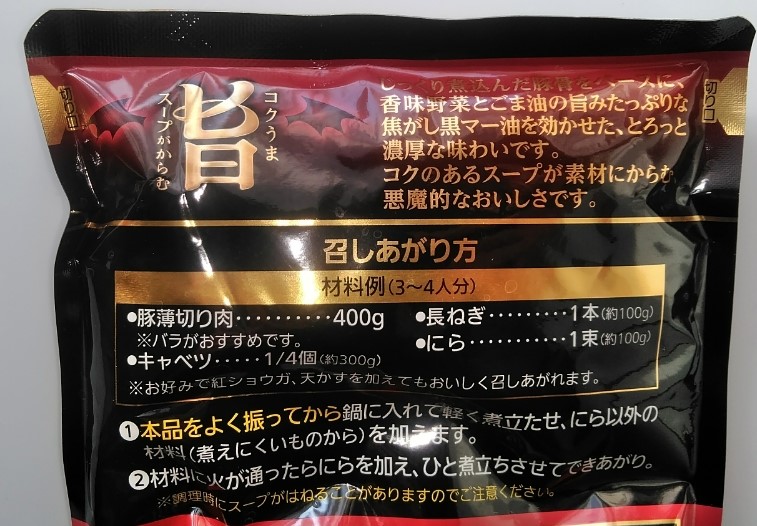 切り口
コクうま
旨
スープがからむ
煮込んだ豚骨をベースに、
香味野菜とごま油の旨みたっぷりな
焦がし黒マー油を効かせた、とろっと
濃厚な味わいです。
コクのあるスープが素材にからむ
悪魔的なおいしさです。
切り口
召しあがり方
材料例(3～4人分)
●豚薄切り肉··········400g
※バラがおすすめです。
●キャベツ·····1/4個(約300g)
●長ねぎ·········1本(約100g)
●にら···········1束(約100g)
※お好みで紅ショウガ、天かすを加えてもおいしく召しあがれます。
❶本品をよく振ってから鍋に入れて軽く煮立たせ、にら以外の
材料(煮えにくいものから)を加えます。
❷材料に火が通ったらにらを加え、ひと煮立ちさせてできあがり。
※調理時にスープがはねることがありますのでご注意ください。